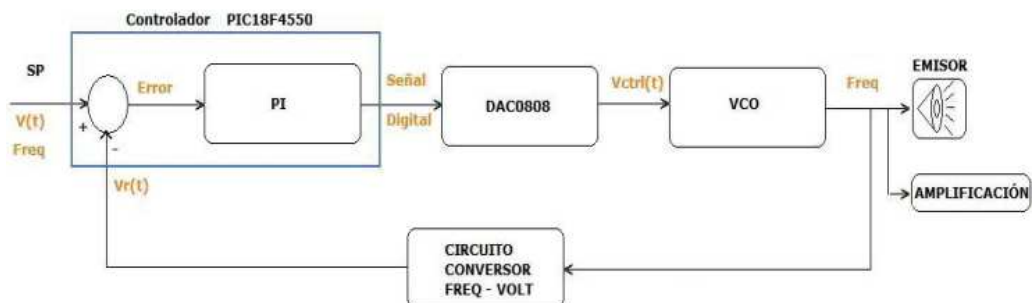 Controlador PIC18F4550
SP
V(t)
Freq
+
-
Error
PI
Señal
Digital
DAC0808
Vctrl(t)
VCO
Freq
EMISOR
AMPLIFICACIÓN
Vr(t)
CIRCUITO
CONVERSOR
FREQ - VOLT